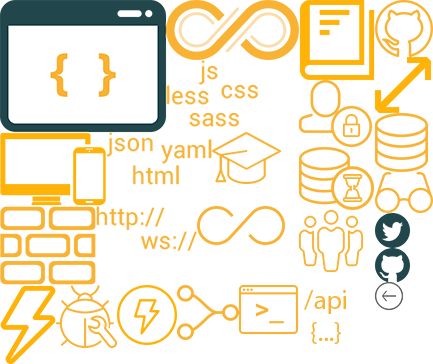 { }
js
less css
sass
json yaml
html
http://
ws://
>_
/api
{...}